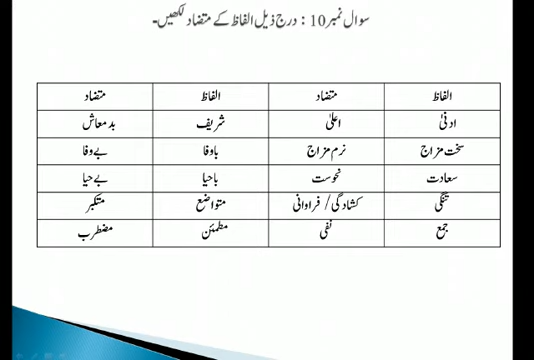 سوال نمبر 10 : درج ذیل الفاظ کے متضاد لکھیں۔
الفاظ متضاد الفاظ متضاد
ادنیٰ اعلیٰ شریف بدمعاش
سخت مزاج نرم مزاج باوفا بے وفا
سعادت نحوست باحیا بے حیا
تنگی کشادگی / فراوانی متواضع متکبر
جمع نفی مطمئن مضطرب